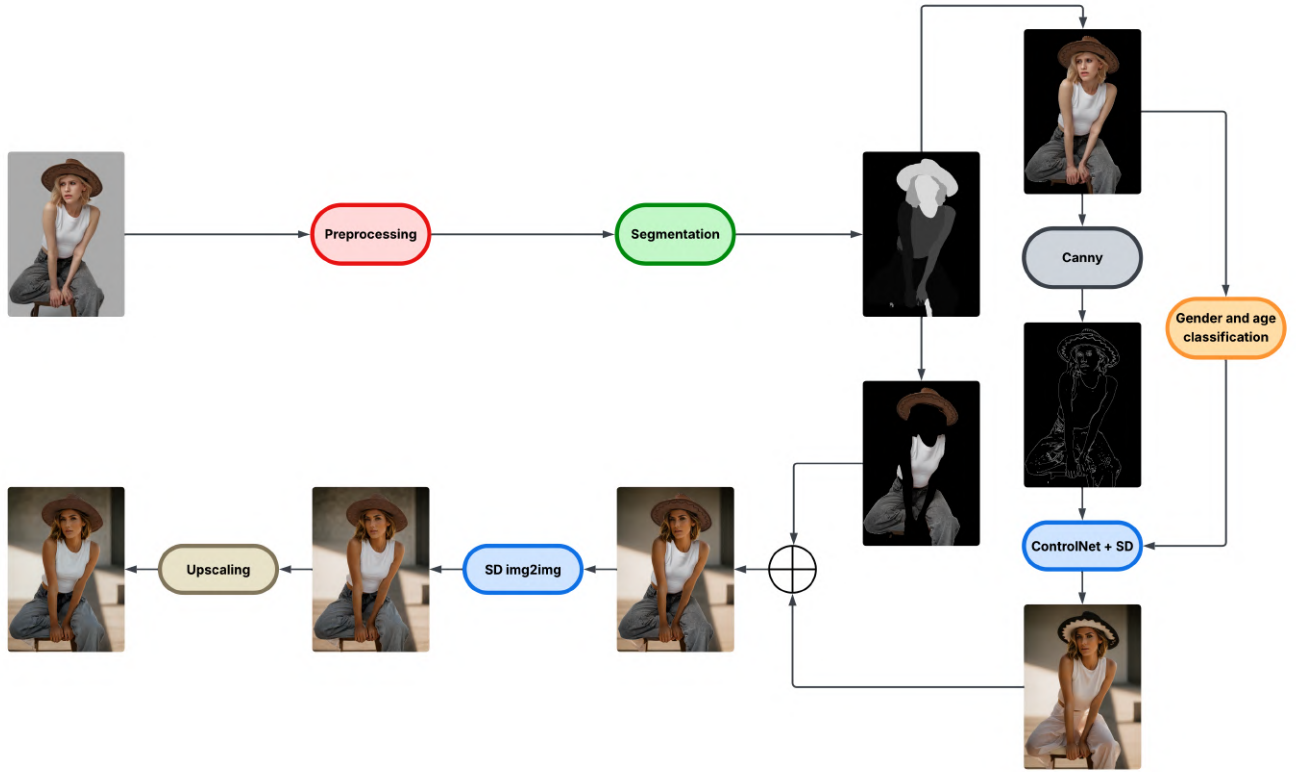 Preprocessing
Segmentation
Canny
Gender and age
classification
ControlNet + SD
SD img2img
Upscaling